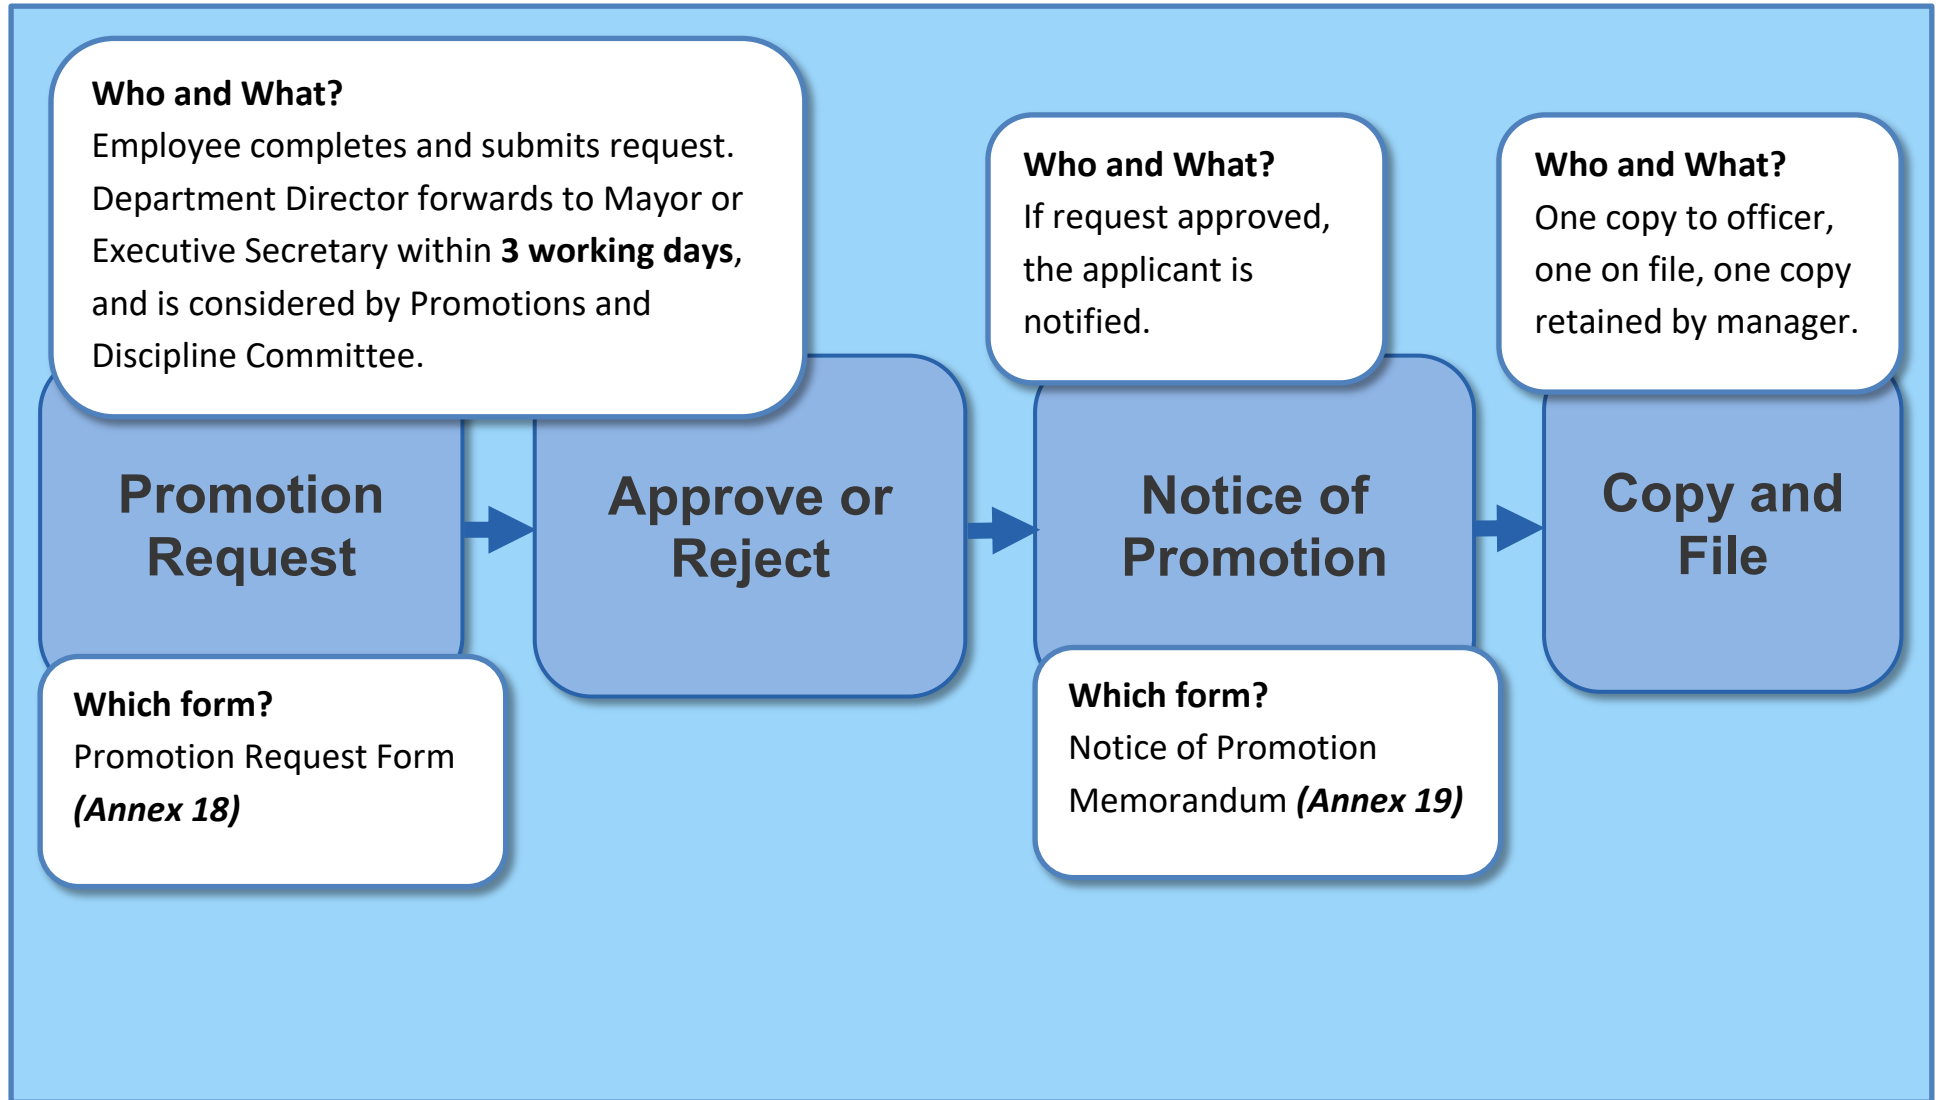 Who and What?
Employee completes and submits request.
Department Director forwards to Mayor or
Executive Secretary within 3 working days,
and is considered by Promotions and
Discipline Committee.
Who and What?
If request approved,
the applicant is
notified.
Who and What?
One copy to officer,
one on file, one copy
retained by manager.
Promotion
Request
Approve or
Reject
Notice of
Promotion
Copy and
File
Which form?
Promotion Request Form
(Annex 18)
Which form?
Notice of Promotion
Memorandum (Annex 19)